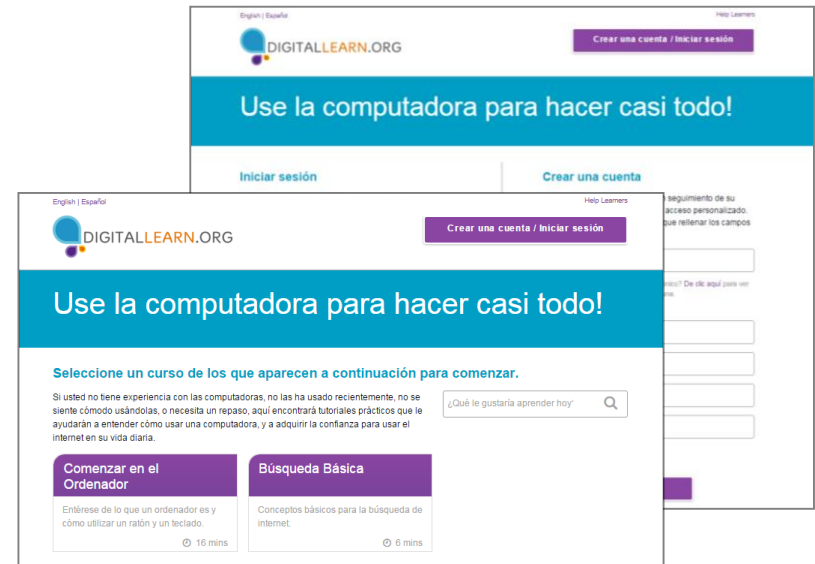 English | Español
Help Learners
DIGITALLEARN.ORG
Crear una cuenta / Iniciar sesión
Use la computadora para hacer casi todo!
Iniciar sesión
Crear una cuenta
seguimiento de su
acceso personalizado.
que rellenar los campos
De clic aquí para ver
English | Español
Help Learners
DIGITALLEARN.ORG
Crear una cuenta / Iniciar sesión
Use la computadora para hacer casi todo!
Seleccione un curso de los que aparecen a continuación para comenzar.
Si usted no tiene experiencia con las computadoras, no las ha usado recientemente, no se
siente cómodo usándolas, o necesita un repaso, aquí encontrará tutoriales prácticos que le
ayudarán a entender cómo usar una computadora, y a adquirir la confianza para usar el
internet en su vida diaria.
¿Qué le gustaría aprender hoy
Comenzar en el
Ordenador
Entérese de lo que un ordenador es y
cómo utilizar un ratón y un teclado.
16 mins
Búsqueda Básica
Conceptos básicos para la búsqueda de
internet.
6 mins